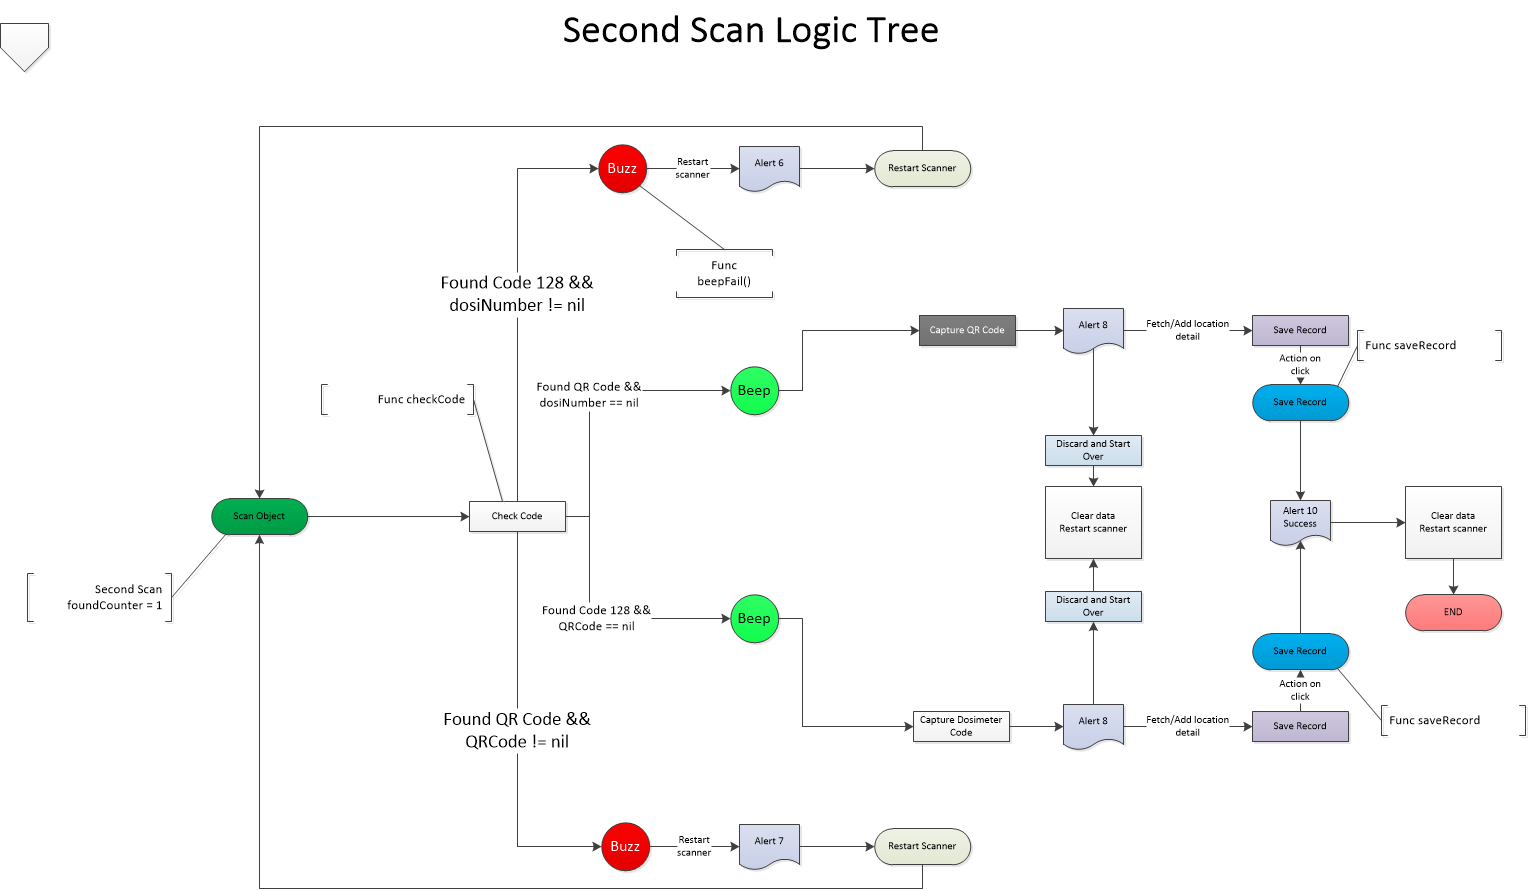 Second Scan Logic Tree
Buzz
Restart
scanner
Alert 6
Restart Scanner
Func
beepFail()
Found Code 128 &&
dosiNumber != nil
Func checkCode
Found QR Code &&
dosiNumber == nil
Beep
Capture QR Code
Alert 8
Fetch/Add location
detail
Save Record
Action on
click
Func saveRecord
Save Record
Discard and Start
Over
Clear data
Restart scanner
Alert 10
Success
Clear data
Restart scanner
Scan Object
Check Code
Second Scan
foundCounter = 1
Found Code 128 &&
QRCode == nil
Beep
Discard and Start
Over
END
Save Record
Action on
click
Func saveRecord
Capture Dosimeter
Code
Alert 8
Fetch/Add location
detail
Save Record
Found QR Code &&
QRCode != nil
Buzz
Restart
scanner
Alert 7
Restart Scanner